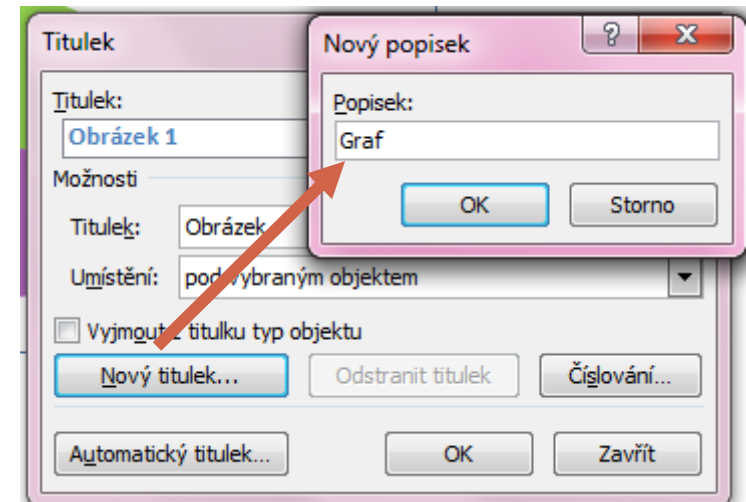 Titulek
Titulek:
Obrázek 1
Možnosti
Titulek: Obrázek
Umístění: pod vybraným objektem
Vyjmout z titulku typ objektu
Nový titulek... Odstranit titulek Číslování...
Automatický titulek... OK Zavřít
Nový popisek
Popisek:
Graf
OK Storno